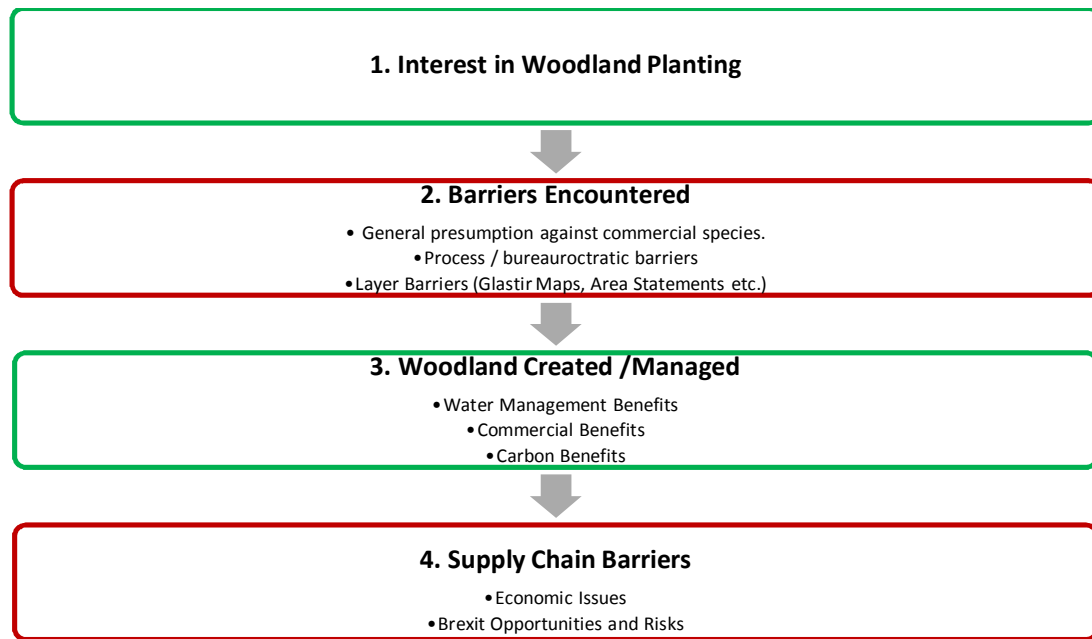 1. Interest in Woodland Planting
2. Barriers Encountered
• General presumption against commercial species.
•Process / bureauroctratic barriers
•Layer Barriers (Glastir Maps, Area Statements etc.)
3. Woodland Created /Managed
•Water Management Benefits
•Commercial Benefits
•Carbon Benefits
4. Supply Chain Barriers
•Economic Issues
•Brexit Opportunities and Risks